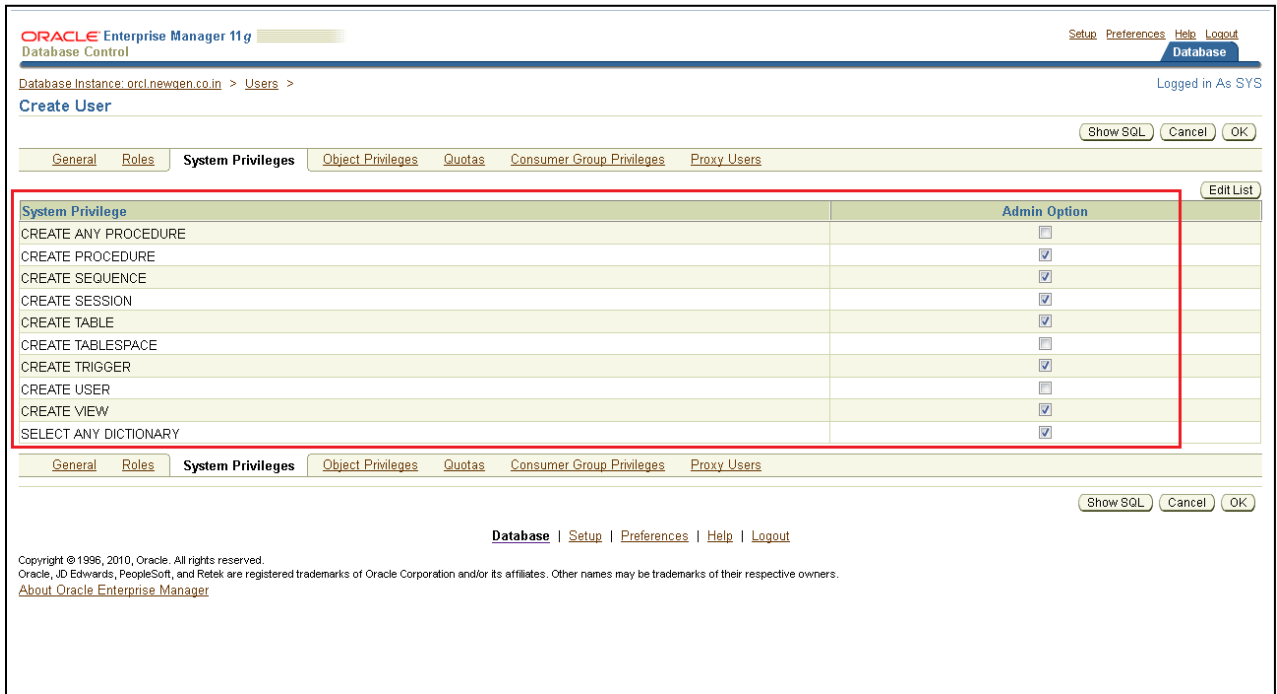 ORACLE Enterprise Manager 11g
Setup Preferences Help Logout
Database Control
Database
Database Instance: orcl.newgen.co.in > Users >
Logged in As SYS
Create User
Show SQL Cancel OK
General Roles System Privileges Object Privileges Quotas Consumer Group Privileges Proxy Users
Edit List
System Privilege Admin Option
CREATE ANY PROCEDURE
CREATE PROCEDURE
CREATE SEQUENCE
CREATE SESSION
CREATE TABLE
CREATE TABLESPACE
CREATE TRIGGER
CREATE USER
CREATE VIEW
SELECT ANY DICTIONARY
General Roles System Privileges Object Privileges Quotas Consumer Group Privileges Proxy Users
Show SQL Cancel OK
Database | Setup | Preferences | Help | Logout
Copyright © 1996, 2010, Oracle. All rights reserved.
Oracle, JD Edwards, PeopleSoft, and Retek are registered trademarks of Oracle Corporation and/or its affiliates. Other names may be trademarks of their respective owners.
About Oracle Enterprise Manager